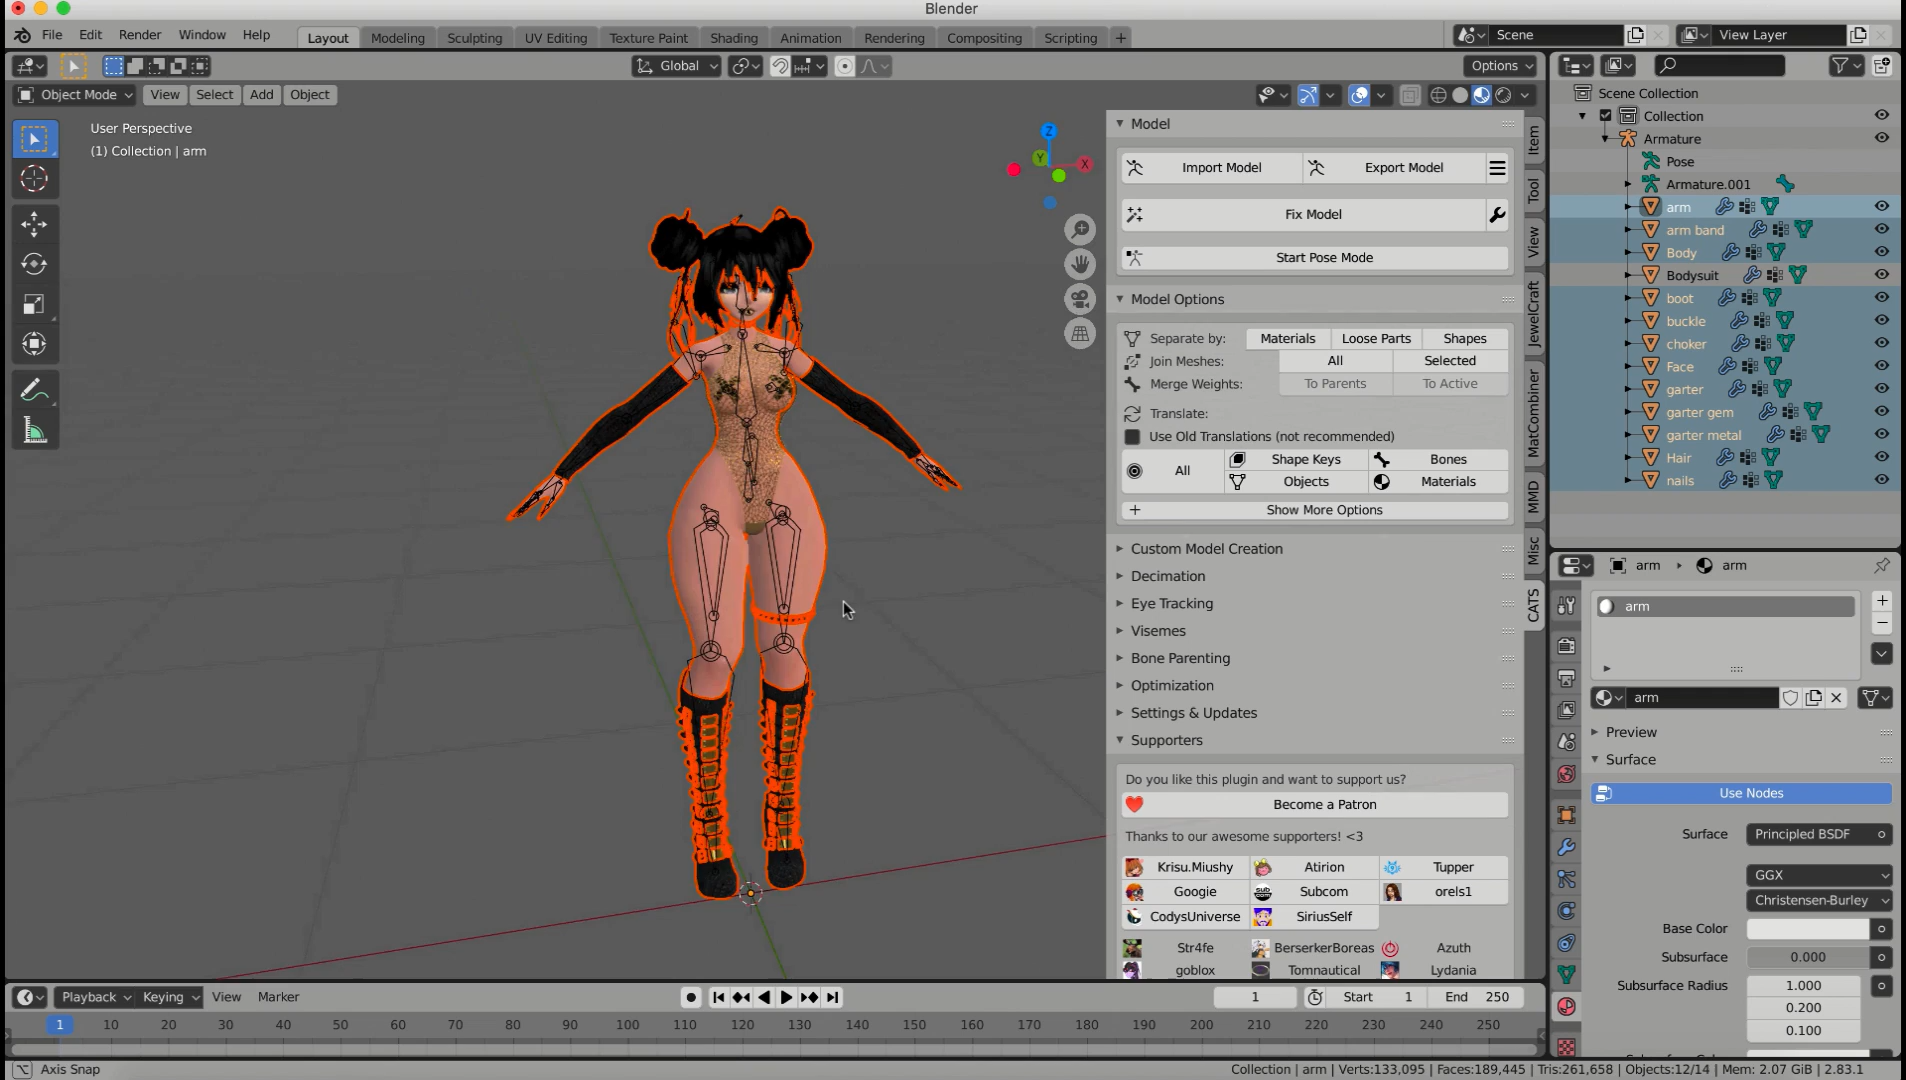 Blender
File Edit Render Window Help Layout Modeling Sculpting UV Editing Texture Paint Shading Animation Rendering Compositing Scripting + Scene View Layer
Global Options
Object Mode View Select Add Object
User Perspective
(1) Collection | arm
Z
Y
X
Model
Import Model Export Model
Fix Model
Start Pose Mode
Model Options
Separate by: Materials Loose Parts Shapes
Join Meshes: All Selected
Merge Weights: To Parents To Active
Translate:
Use Old Translations (not recommended)
All Shape Keys Bones
Objects Materials
Show More Options
Custom Model Creation
Decimation
Eye Tracking
Visemes
Bone Parenting
Optimization
Settings & Updates
Supporters
Do you like this plugin and want to support us?
Become a Patron
Thanks to our awesome supporters! <3
Krisu.Miushy Atirion Tupper
Googie Subcom orels1
CodysUniverse SiriusSelf
Str4fe BerserkerBoreas Azuth
goblox Tomnautical Lydania
Item
Tool
View
JewelCraft
MatCombiner
MMD
Misc
CATS
Scene Collection
Collection
Armature
Pose
Armature.001
arm
arm band
Body
Bodysuit
boot
buckle
choker
Face
garter
garter gem
garter metal
Hair
nails
arm arm
arm
arm
Preview
Surface
Use Nodes
Surface Principled BSDF
GGX
Christensen-Burley
Base Color
Subsurface 0.000
Subsurface Radius 1.000
0.200
0.100
Playback Keying View Marker 1 Start 1 End 250
1 10 20 30 40 50 60 70 80 90 100 110 120 130 140 150 160 170 180 190 200 210 220 230 240 250
Axis Snap
Collection | arm | Verts:133,095 | Faces:189,445 | Tris:261,658 | Objects:12/14 | Mem: 2.07 GiB | 2.83.1